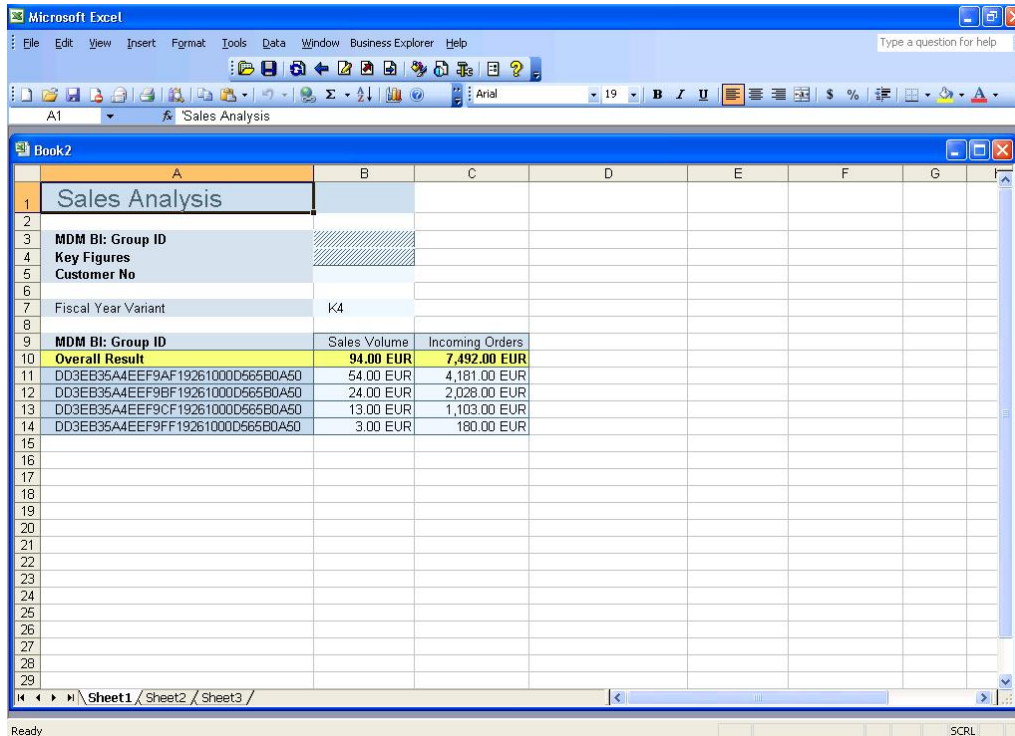 Microsoft Excel
File Edit View Insert Format Tools Data Window Business Explorer Help Type a question for help
Arial 19 B I U $ %
A1 fx 'Sales Analysis
Book2
A B C D E F G
1 Sales Analysis
2
3 MDM BI: Group ID
4 Key Figures
5 Customer No
6
7 Fiscal Year Variant K4
8
9 MDM BI: Group ID Sales Volume Incoming Orders
10 Overall Result 94.00 EUR 7,492.00 EUR
11 DD3EB35A4EEF9AF19261000D565B0A50 54.00 EUR 4,181.00 EUR
12 DD3EB35A4EEF9BF19261000D565B0A50 24.00 EUR 2,028.00 EUR
13 DD3EB35A4EEF9CF19261000D565B0A50 13.00 EUR 1,103.00 EUR
14 DD3EB35A4EEF9FF19261000D565B0A50 3.00 EUR 180.00 EUR
15
16
17
18
19
20
21
22
23
24
25
26
27
28
29
Sheet1 Sheet2 Sheet3
Ready SCRL